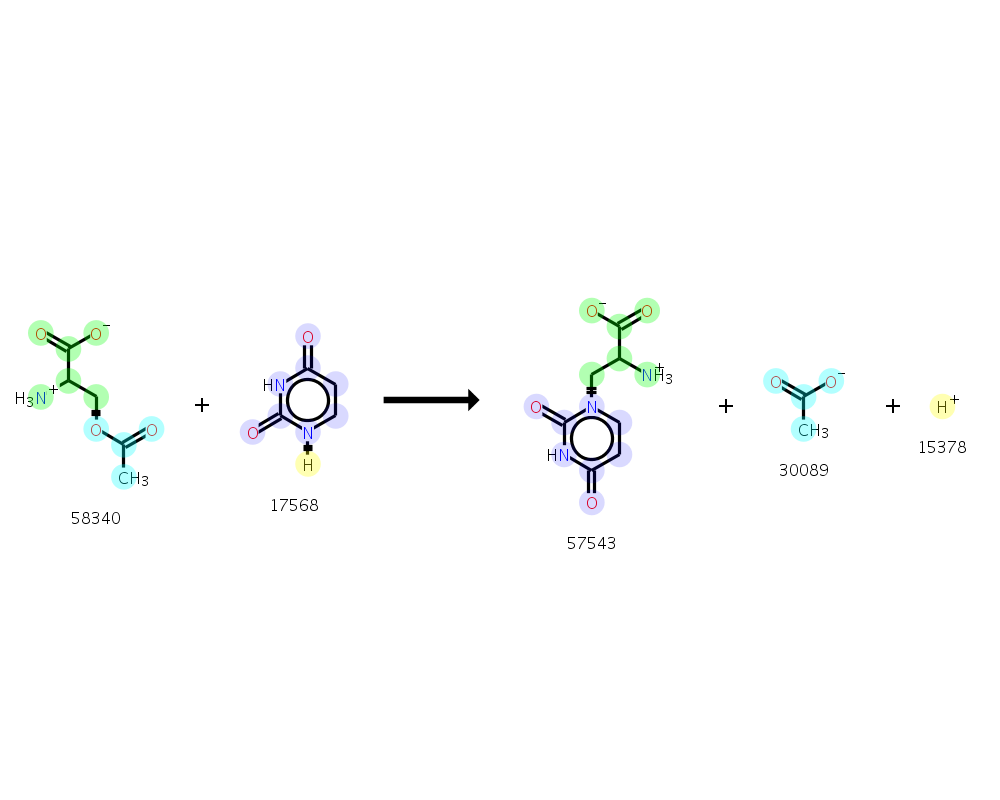 O O⁻ H₃N⁺ O O CH₃
58340
+
O HN O N H
17568
O⁻ O NH₃⁺ N O HN O
57543
+
O O⁻ CH₃
30089
+
H⁺
15378